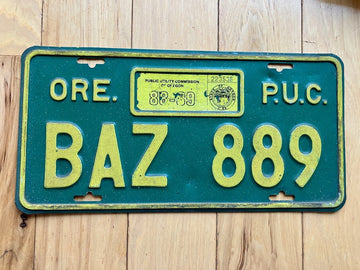 ORE.
PUBLIC UTILITY COMMISSION
OF OREGON
88-89
P.U.C.
BAZ 889